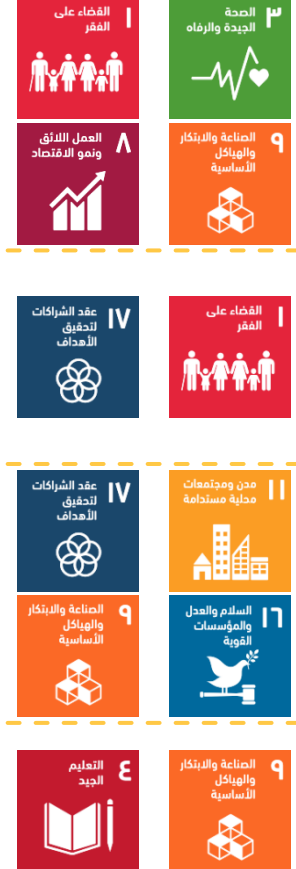 ٣ الصحة
الجيدة والرفاه
١ القضاء على
الفقر
٩ الصناعة والابتكار
والهياكل
الأساسية
٨ العمل اللائق
ونمو الاقتصاد
١ القضاء على
الفقر
١٧ عقد الشراكات
لتحقيق
الأهداف
١١ مدن ومجتمعات
محلية مستدامة
١٧ عقد الشراكات
لتحقيق
الأهداف
١٦ السلام والعدل
والمؤسسات
القوية
٩ الصناعة والابتكار
والهياكل
الأساسية
٩ الصناعة والابتكار
والهياكل
الأساسية
٤ التعليم
الجيد